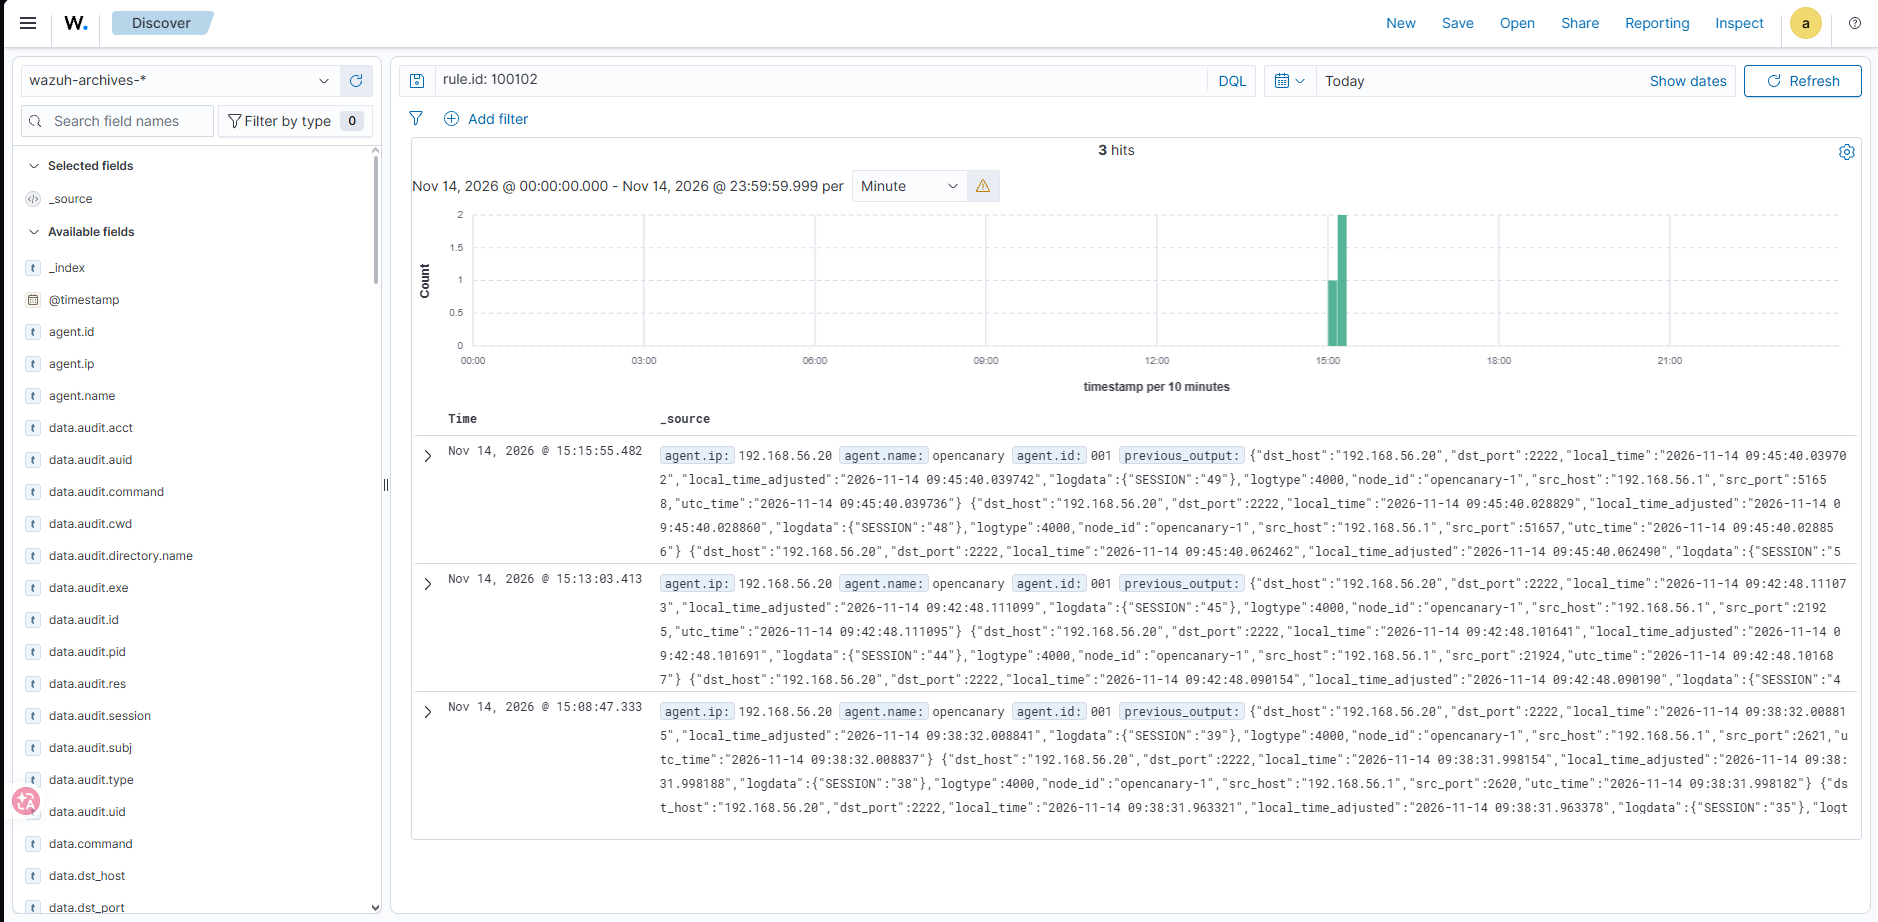 W. Discover New Save Open Share Reporting Inspect a
wazuh-archives-*
Search field names Filter by type 0
Selected fields
_source
Available fields
t _index
@timestamp
t agent.id
t agent.ip
t agent.name
t data.audit.acct
t data.audit.auid
t data.audit.command
t data.audit.cwd
t data.audit.directory.name
t data.audit.exe
t data.audit.id
t data.audit.pid
t data.audit.res
t data.audit.session
t data.audit.subj
t data.audit.type
t data.audit.uid
t data.command
t data.dst_host
t data.dst_port
rule.id: 100102 DQL Today Show dates Refresh
Add filter
3 hits
Nov 14, 2026 @ 00:00:00.000 - Nov 14, 2026 @ 23:59:59.999 per Minute
Count
2
1.5
1
0.5
0
00:00 03:00 06:00 09:00 12:00 15:00 18:00 21:00
timestamp per 10 minutes
Time _source
Nov 14, 2026 @ 15:15:55.482 agent.ip: 192.168.56.20 agent.name: opencanary agent.id: 001 previous_output: {"dst_host":"192.168.56.20","dst_port":2222,"local_time":"2026-11-14 09:45:40.03970
2","local_time_adjusted":"2026-11-14 09:45:40.039742","logdata":{"SESSION":"49"},"logtype":4000,"node_id":"opencanary-1","src_host":"192.168.56.1","src_port":5165
8,"utc_time":"2026-11-14 09:45:40.039736"} {"dst_host":"192.168.56.20","dst_port":2222,"local_time":"2026-11-14 09:45:40.028829","local_time_adjusted":"2026-11-14 0
9:45:40.028860","logdata":{"SESSION":"48"},"logtype":4000,"node_id":"opencanary-1","src_host":"192.168.56.1","src_port":51657,"utc_time":"2026-11-14 09:45:40.02885
6"} {"dst_host":"192.168.56.20","dst_port":2222,"local_time":"2026-11-14 09:45:40.062462","local_time_adjusted":"2026-11-14 09:45:40.062490","logdata":{"SESSION":"5
Nov 14, 2026 @ 15:13:03.413 agent.ip: 192.168.56.20 agent.name: opencanary agent.id: 001 previous_output: {"dst_host":"192.168.56.20","dst_port":2222,"local_time":"2026-11-14 09:42:48.11107
3","local_time_adjusted":"2026-11-14 09:42:48.111099","logdata":{"SESSION":"45"},"logtype":4000,"node_id":"opencanary-1","src_host":"192.168.56.1","src_port":2192
5,"utc_time":"2026-11-14 09:42:48.111095"} {"dst_host":"192.168.56.20","dst_port":2222,"local_time":"2026-11-14 09:42:48.101641","local_time_adjusted":"2026-11-14 0
9:42:48.101691","logdata":{"SESSION":"44"},"logtype":4000,"node_id":"opencanary-1","src_host":"192.168.56.1","src_port":21924,"utc_time":"2026-11-14 09:42:48.10168
7"} {"dst_host":"192.168.56.20","dst_port":2222,"local_time":"2026-11-14 09:42:48.090154","local_time_adjusted":"2026-11-14 09:42:48.090190","logdata":{"SESSION":"4
Nov 14, 2026 @ 15:08:47.333 agent.ip: 192.168.56.20 agent.name: opencanary agent.id: 001 previous_output: {"dst_host":"192.168.56.20","dst_port":2222,"local_time":"2026-11-14 09:38:32.00881
5","local_time_adjusted":"2026-11-14 09:38:32.008841","logdata":{"SESSION":"39"},"logtype":4000,"node_id":"opencanary-1","src_host":"192.168.56.1","src_port":2621,"u
tc_time":"2026-11-14 09:38:32.008837"} {"dst_host":"192.168.56.20","dst_port":2222,"local_time":"2026-11-14 09:38:31.998154","local_time_adjusted":"2026-11-14 09:38:
31.998188","logdata":{"SESSION":"38"},"logtype":4000,"node_id":"opencanary-1","src_host":"192.168.56.1","src_port":2620,"utc_time":"2026-11-14 09:38:31.998182"} {"ds
t_host":"192.168.56.20","dst_port":2222,"local_time":"2026-11-14 09:38:31.963321","local_time_adjusted":"2026-11-14 09:38:31.963378","logdata":{"SESSION":"35"},"logt